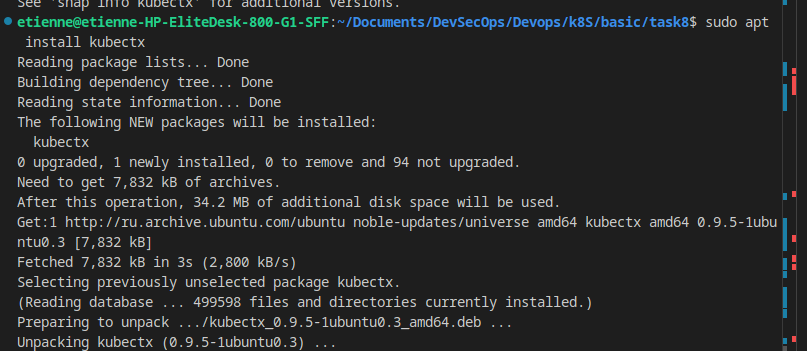 See 'snap info kubectx' for additional versions.
etienne@etienne-HP-EliteDesk-800-G1-SFF:~/Documents/DevSecOps/Devops/k8S/basic/task8$ sudo apt
 install kubectx
Reading package lists... Done
Building dependency tree... Done
Reading state information... Done
The following NEW packages will be installed:
  kubectx
0 upgraded, 1 newly installed, 0 to remove and 94 not upgraded.
Need to get 7,832 kB of archives.
After this operation, 34.2 MB of additional disk space will be used.
Get:1 http://ru.archive.ubuntu.com/ubuntu noble-updates/universe amd64 kubectx amd64 0.9.5-1ubu
ntu0.3 [7,832 kB]
Fetched 7,832 kB in 3s (2,800 kB/s)
Selecting previously unselected package kubectx.
(Reading database ... 499598 files and directories currently installed.)
Preparing to unpack .../kubectx_0.9.5-1ubuntu0.3_amd64.deb ...
Unpacking kubectx (0.9.5-1ubuntu0.3) ...